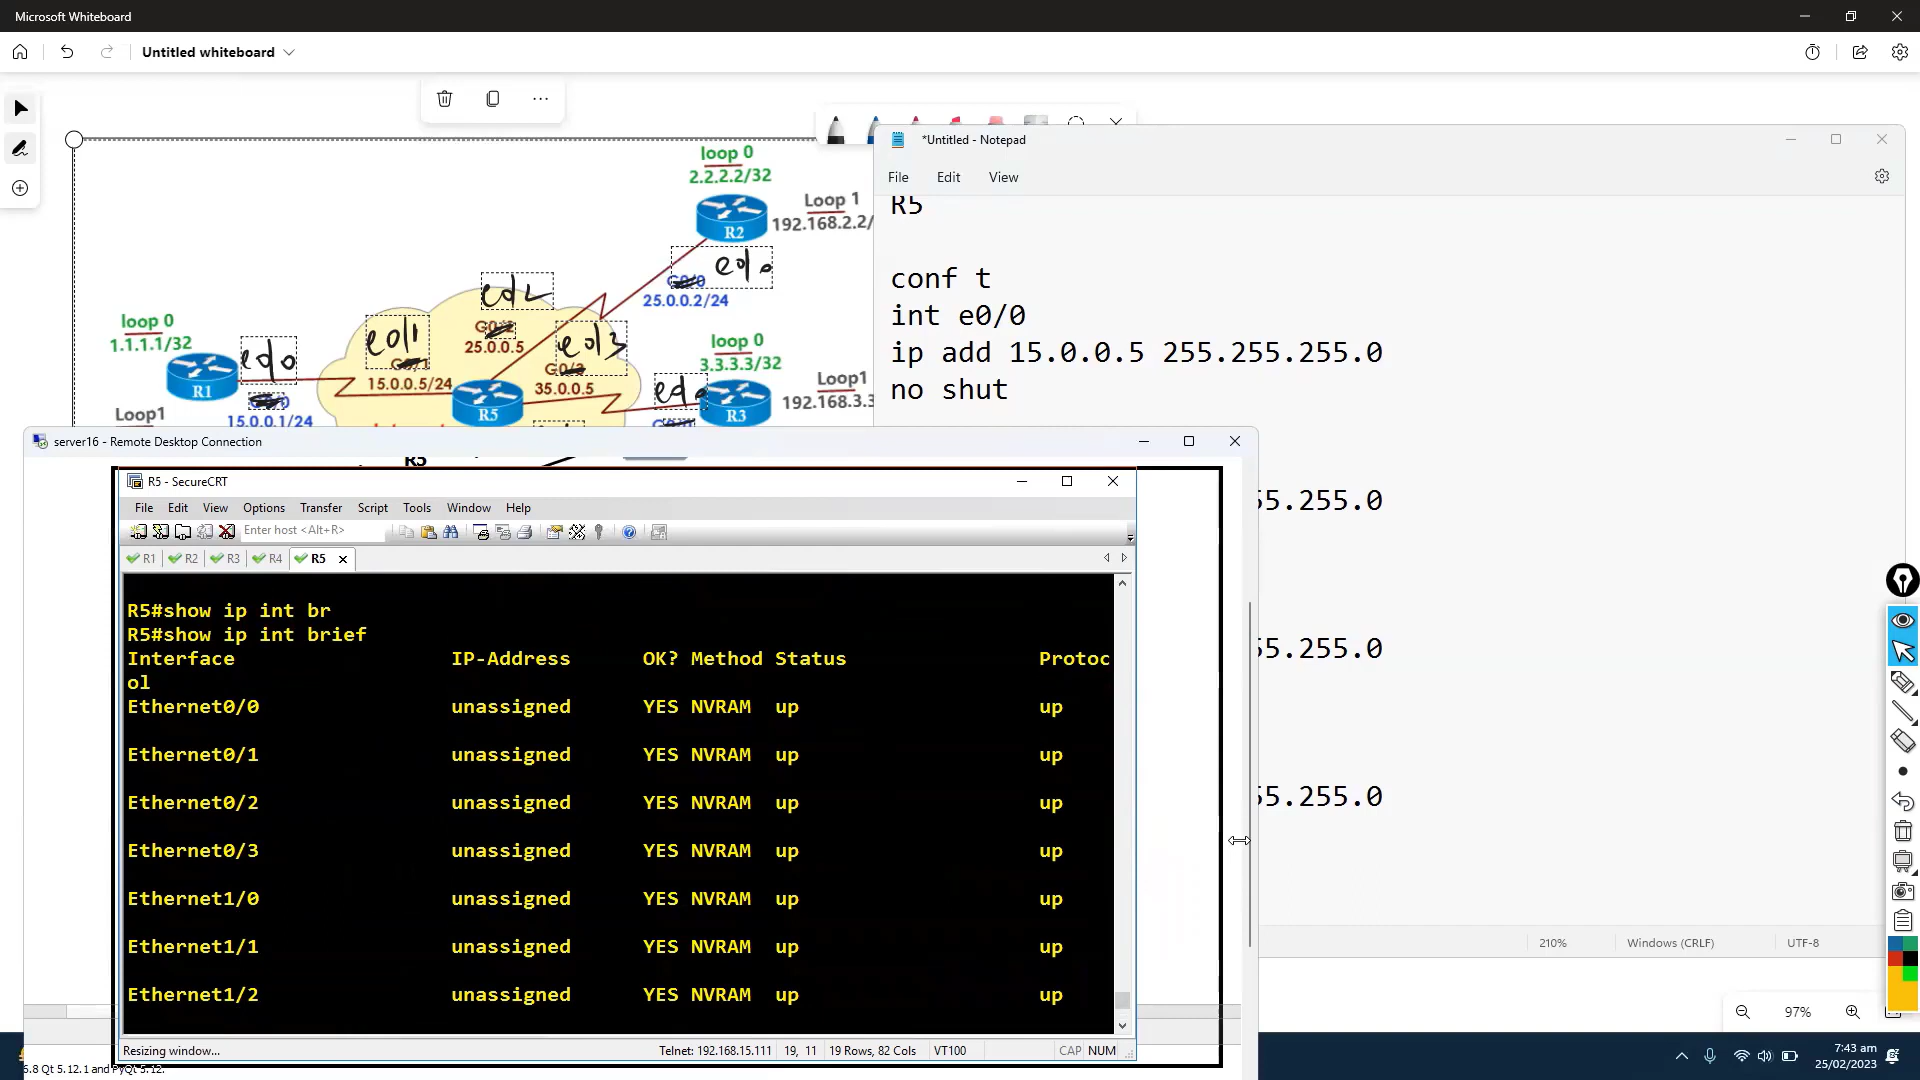 Microsoft Whiteboard
Untitled whiteboard
loop 0
2.2.2.2/32
Loop 1
192.168.2.2/
R2
e0/0
25.0.0.2/24
loop 0
1.1.1.1/32
e0/0
R1
Loop1
15.0.0.1/24
e0/1
15.0.0.5/24
e0/2
25.0.0.5
e0/3
35.0.0.5
R5
loop 0
3.3.3.3/32
Loop1
192.168.3.3
e0/0
R3
R5
*Untitled - Notepad
File Edit View
R5
conf t
int e0/0
ip add 15.0.0.5 255.255.255.0
no shut
55.255.0
55.255.0
55.255.0
210% Windows (CRLF) UTF-8
server16 - Remote Desktop Connection
R5 - SecureCRT
File Edit View Options Transfer Script Tools Window Help
Enter host <Alt+R>
R1 R2 R3 R4 R5
R5#show ip int br
R5#show ip int brief
Interface IP-Address OK? Method Status Protoc
ol
Ethernet0/0 unassigned YES NVRAM up up
Ethernet0/1 unassigned YES NVRAM up up
Ethernet0/2 unassigned YES NVRAM up up
Ethernet0/3 unassigned YES NVRAM up up
Ethernet1/0 unassigned YES NVRAM up up
Ethernet1/1 unassigned YES NVRAM up up
Ethernet1/2 unassigned YES NVRAM up up
Resizing window... Telnet: 192.168.15.111 19, 11 19 Rows, 82 Cols VT100 CAP NUM
6.8 Qt 5.12.1 and PyQt 5.12.
97%
7:43 am
25/02/2023